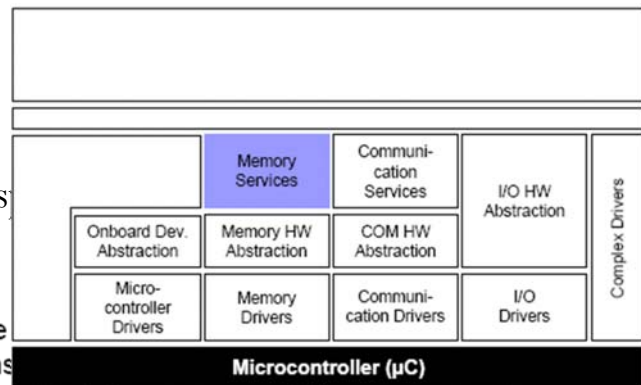 Memory
Services
Communi-
cation
Services
I/O HW
Abstraction
Complex Drivers
S)
Onboard Dev.
Abstraction
Memory HW
Abstraction
COM HW
Abstraction
Micro-
controller
Drivers
Memory
Drivers
Communi-
cation Drivers
I/O
Drivers
e
Microcontroller (µC)